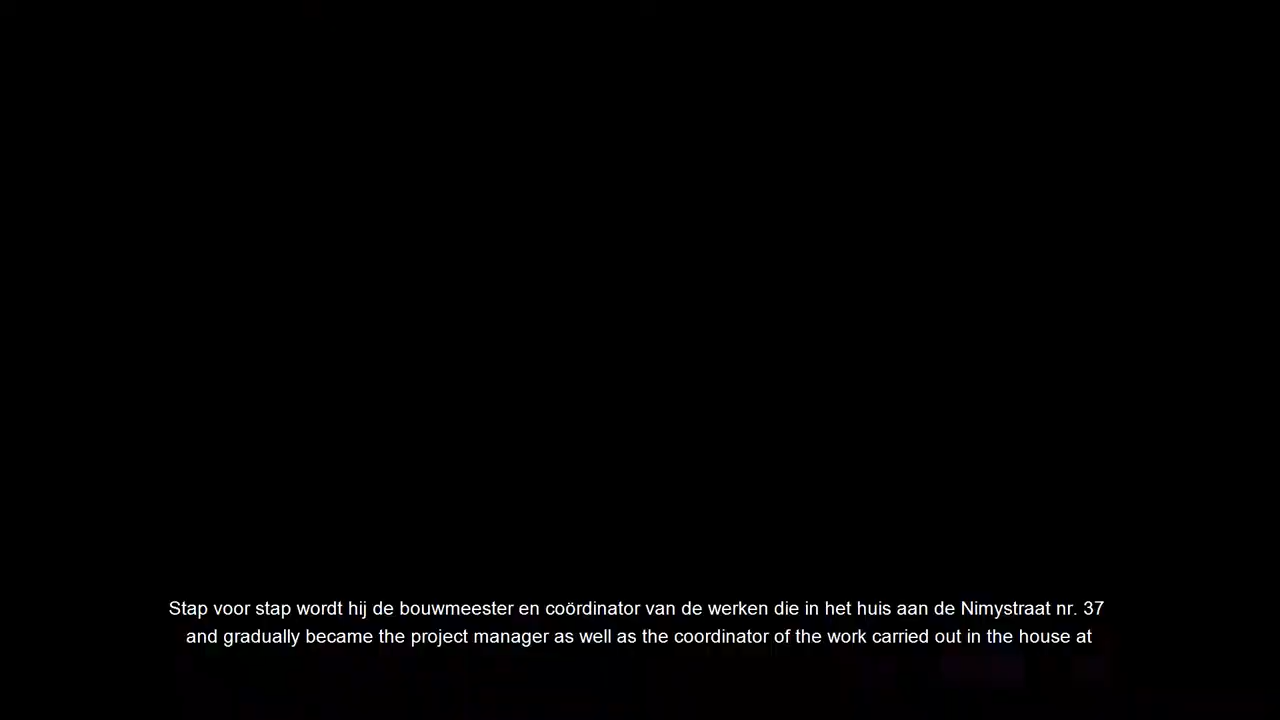 Stap voor stap wordt hij de bouwmeester en coördinator van de werken die in het huis aan de Nimystraat nr. 37
and gradually became the project manager as well as the coordinator of the work carried out in the house at